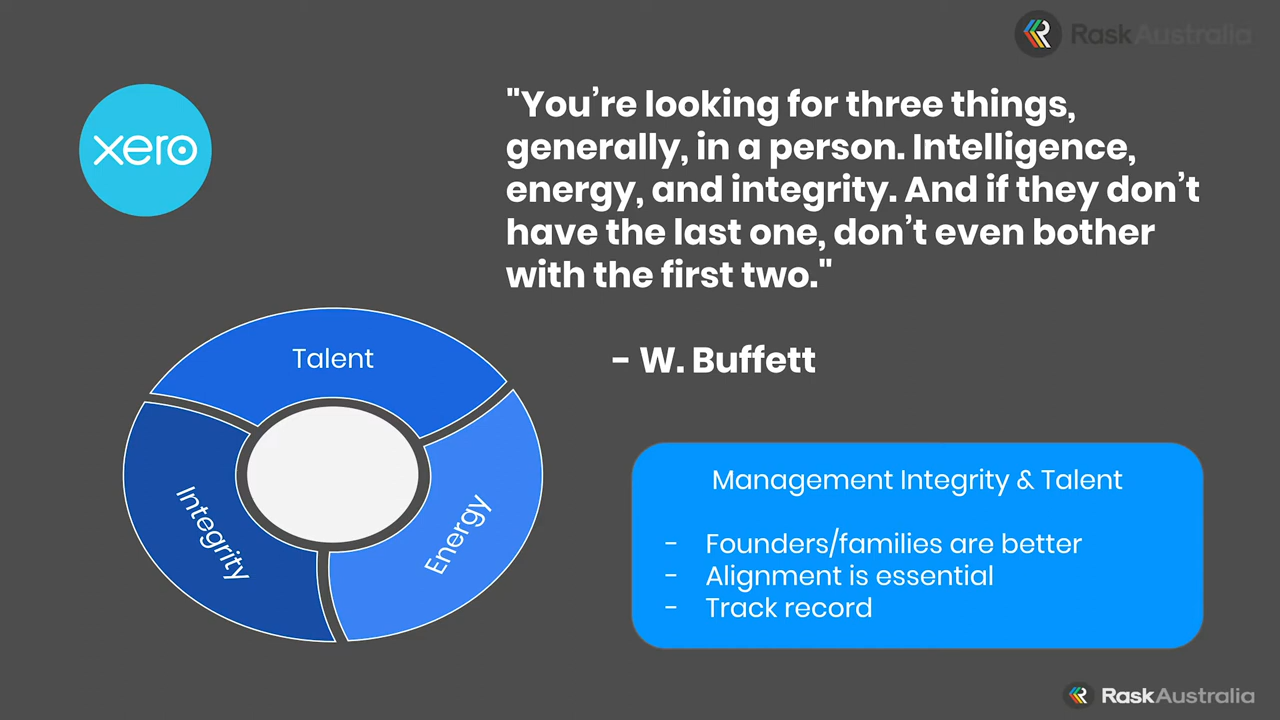 RaskAustralia
xero
"You’re looking for three things,
generally, in a person. Intelligence,
energy, and integrity. And if they don’t
have the last one, don’t even bother
with the first two."
- W. Buffett
Talent
Integrity
Energy
Management Integrity & Talent
- Founders/families are better
- Alignment is essential
- Track record
RaskAustralia